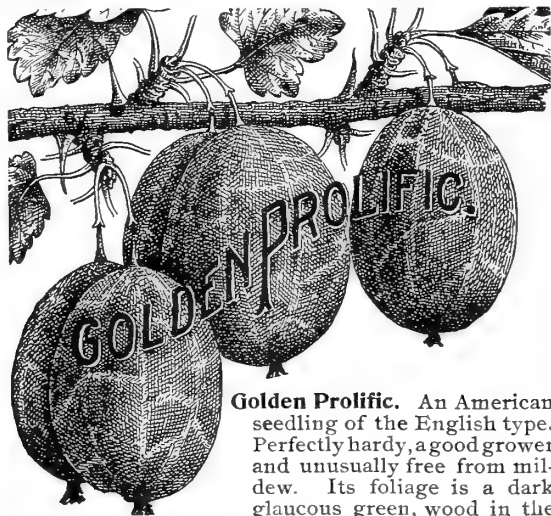 GOLDEN PROLIFIC.
Golden Prolific. An American
seedling of the English type.
Perfectly hardy, a good grower
and unusually free from mil-
dew. Its foliage is a dark
glaucous green, wood in the